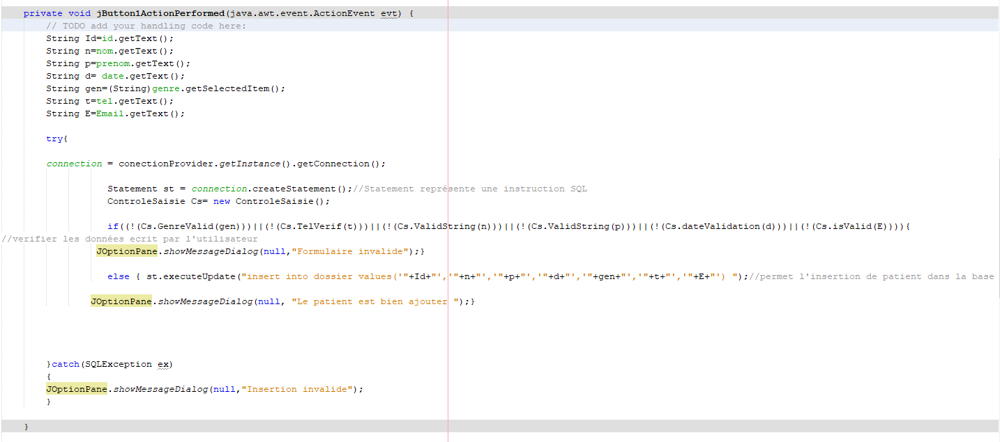 private void jButton1ActionPerformed(java.awt.event.ActionEvent evt) {
// TODO add your handling code here:
String Id=id.getText();
String n=nom.getText();
String p=prenom.getText();
String d= date.getText();
String gen=(String)genre.getSelectedItem();
String t=tel.getText();
String E=Email.getText();
try{
connection = conectionProvider.getInstance().getConnection();
Statement st = connection.createStatement();//Statement représente une instruction SQL
ControleSaisie Cs= new ControleSaisie();
if((!(Cs.GenreValid(gen)))||(!(Cs.TelVerif(t)))||(!(Cs.ValidString(n)))||(!(Cs.ValidString(p)))||(!(Cs.dateValidation(d)))||(!(Cs.isValid(E)))){
//verifier les données ecrit par l'utilisateur
JOptionPane.showMessageDialog(null,"Formulaire invalide");}
else { st.executeUpdate("insert into dossier values('"+Id+"','"+n+"','"+p+"','"+d+"','"+gen+"','"+t+"','"+E+"') ");//permet l'insertion de patient dans la base
JOptionPane.showMessageDialog(null, "Le patient est bien ajouter ");}
}catch(SQLException ex)
{
JOptionPane.showMessageDialog(null,"Insertion invalide");
}
}